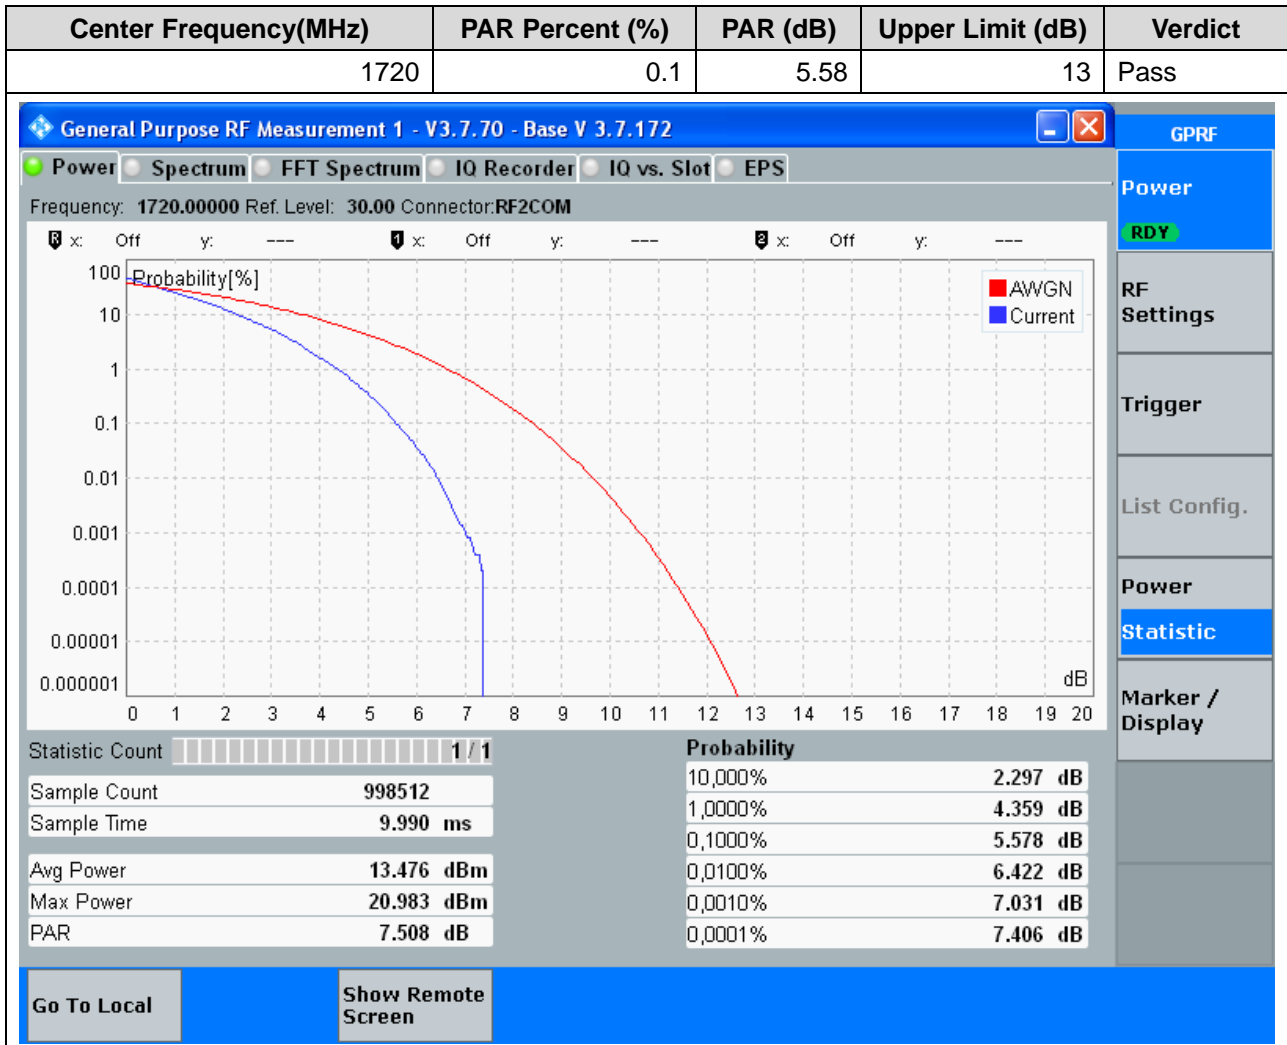 Center Frequency(MHz) PAR Percent (%) PAR (dB) Upper Limit (dB) Verdict
1720 0.1 5.58 13 Pass
General Purpose RF Measurement 1 - V3.7.70 - Base V 3.7.172
GPRF
Power Spectrum FFT Spectrum IQ Recorder IQ vs. Slot EPS
Power
RDY
Frequency: 1720.00000 Ref. Level: 30.00 Connector:RF2COM
R x: Off y: --- 1 x: Off y: --- 2 x: Off y: ---
Probability[%]
AWGN
Current
100
10
1
0.1
0.01
0.001
0.0001
0.00001
0.000001
dB
0 1 2 3 4 5 6 7 8 9 10 11 12 13 14 15 16 17 18 19 20
RF
Settings
Trigger
List Config.
Power
Statistic
Marker /
Display
Statistic Count 1 / 1
Sample Count 998512
Sample Time 9.990 ms
Avg Power 13.476 dBm
Max Power 20.983 dBm
PAR 7.508 dB
Probability
10,000% 2.297 dB
1,0000% 4.359 dB
0,1000% 5.578 dB
0,0100% 6.422 dB
0,0010% 7.031 dB
0,0001% 7.406 dB
Go To Local
Show Remote
Screen